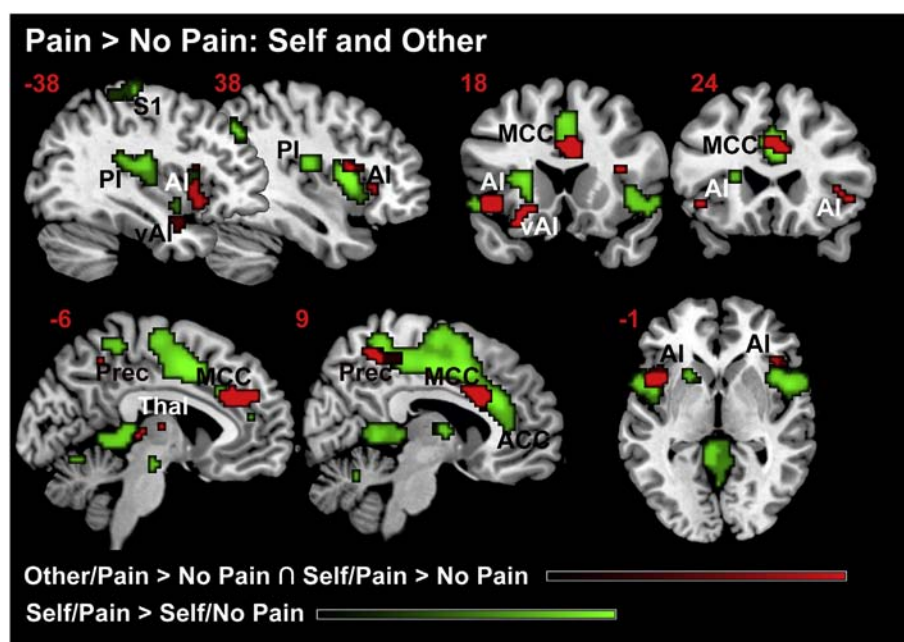 Pain > No Pain: Self and Other
-38 38 18 24
S1 MCC MCC
PI PI AI AI AI AI
AI
vAI vAI
-6 9 -1
AI AI
Prec MCC Prec MCC
Thal
ACC
Other/Pain > No Pain ∩ Self/Pain > No Pain
Self/Pain > Self/No Pain